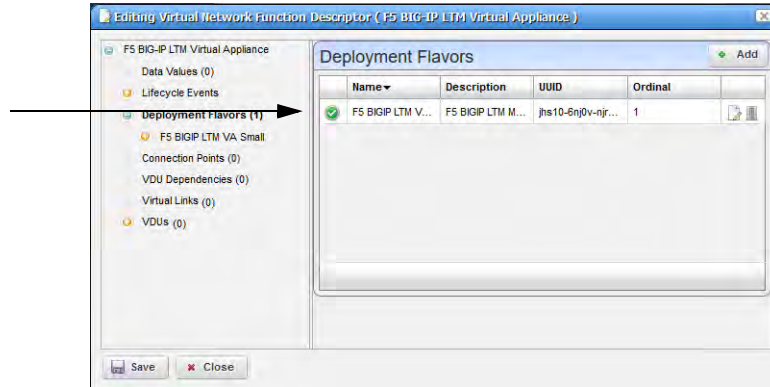 Editing Virtual Network Function Descriptor ( F5 BIG-IP LTM Virtual Appliance )
F5 BIG-IP LTM Virtual Appliance
Data Values (0)
Lifecycle Events
Deployment Flavors (1)
F5 BIGIP LTM VA Small
Connection Points (0)
VDU Dependencies (0)
Virtual Links (0)
VDUs (0)
Deployment Flavors
Add
Name Description UUID Ordinal
F5 BIGIP LTM V... F5 BIGIP LTM M... jhs10-6nj0v-njr... 1
Save Close